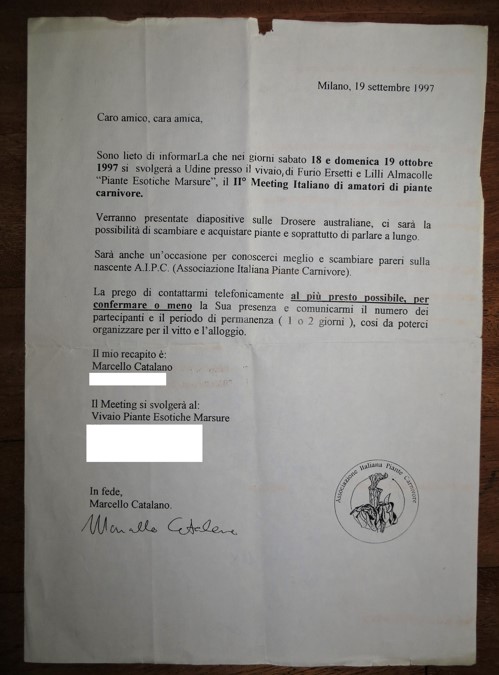 Milano, 19 settembre 1997
Caro amico, cara amica,
Sono lieto di informarLa che nei giorni sabato 18 e domenica 19 ottobre
1997 si svolgerà a Udine presso il vivaio, di Furio Ersetti e Lilli Almacolle
“Piante Esotiche Marsure”, il II° Meeting Italiano di amatori di piante
carnivore.
Verranno presentate diapositive sulle Drosere australiane, ci sarà la
possibilità di scambiare e acquistare piante e soprattutto di parlare a lungo.
Sarà anche un'occasione per conoscerci meglio e scambiare pareri sulla
nascente A.I.P.C. (Associazione Italiana Piante Carnivore).
La prego di contattarmi telefonicamente al più presto possibile, per
confermare o meno la Sua presenza e comunicarmi il numero dei
partecipanti e il periodo di permanenza ( 1 o 2 giorni ), così da poterci
organizzare per il vitto e l'alloggio.
Il mio recapito è:
Marcello Catalano
Il Meeting si svolgerà al:
Vivaio Piante Esotiche Marsure
In fede,
Marcello Catalano.
Marcello Catalano
Associazione Italiana Piante Carnivore